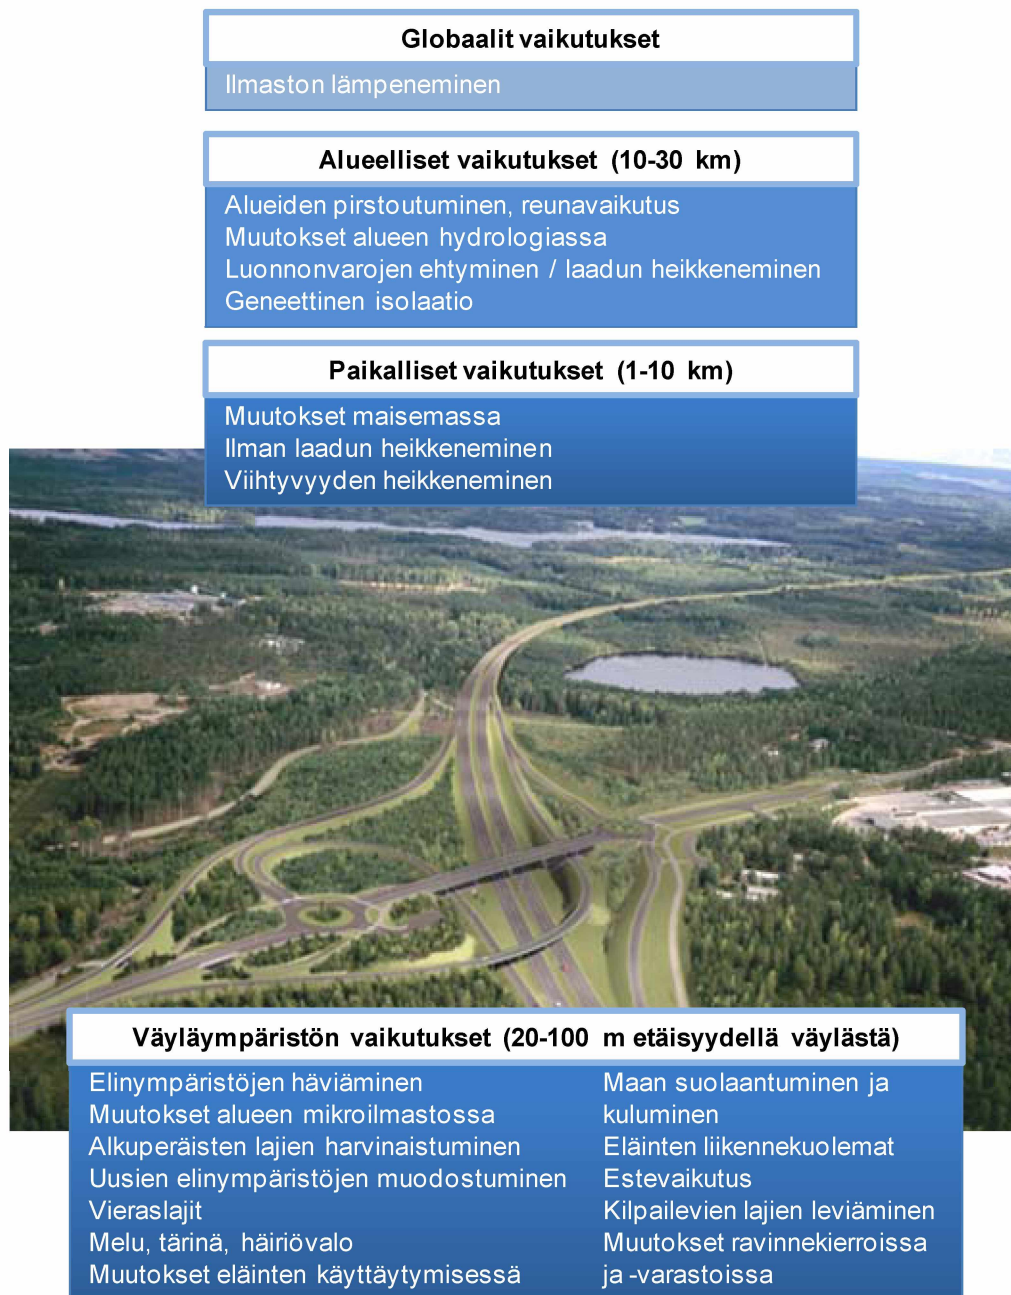 Globaalit vaikutukset
Ilmaston lämpeneminen
Alueelliset vaikutukset (10-30 km)
Alueiden pirstoutuminen, reunavaikutus
Muutokset alueen hydrologiassa
Luonnonvarojen ehtyminen / laadun heikkeneminen
Geneettinen isolaatio
Paikalliset vaikutukset (1-10 km)
Muutokset maisemassa
Ilman laadun heikkeneminen
Viihtyvyyden heikkeneminen
Väyläympäristön vaikutukset (20-100 m etäisyydellä väylästä)
Elinympäristöjen häviäminen
Muutokset alueen mikroilmastossa
Alkuperäisten lajien harvinaistuminen
Uusien elinympäristöjen muodostuminen
Vieraslajit
Melu, tärinä, häiriövalo
Muutokset eläinten käyttäytymisessä
Maan suolaantuminen ja
kuluminen
Eläinten liikennekuolemat
Estevaikutus
Kilpailevien lajien leviäminen
Muutokset ravinnekierroissa
ja -varastoissa